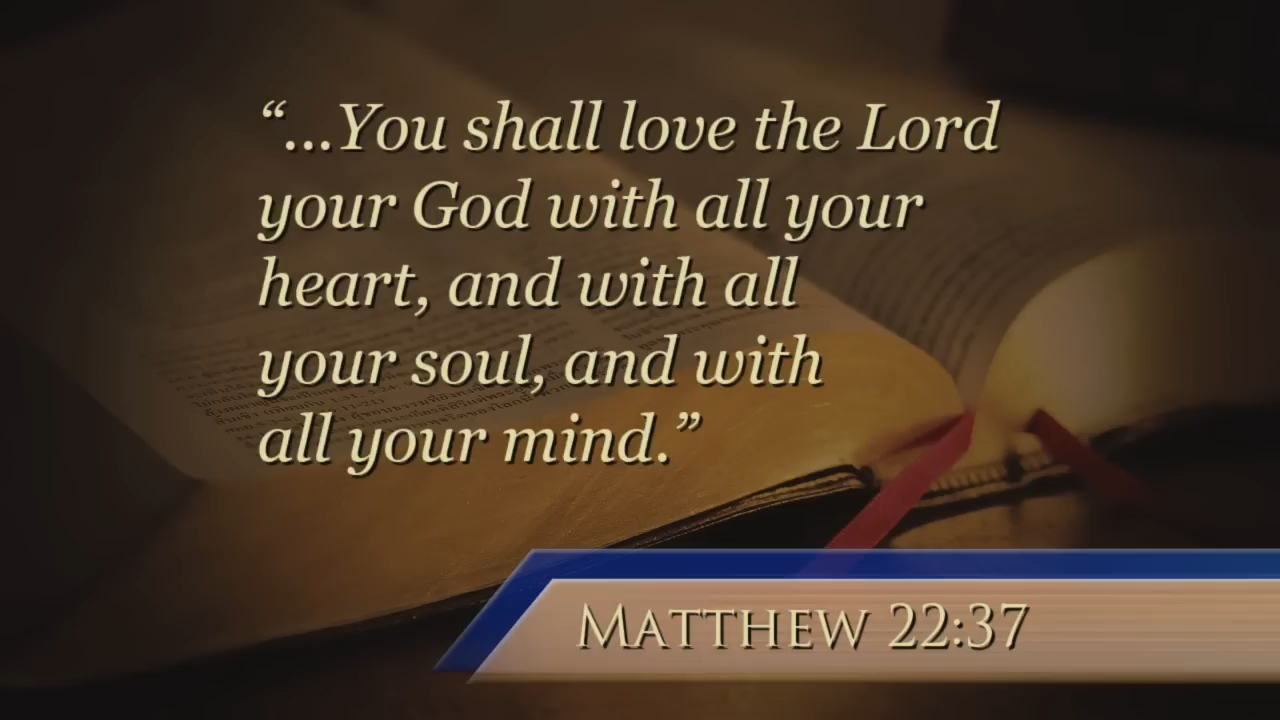 “...You shall love the Lord
your God with all your
heart, and with all
your soul, and with
all your mind.”
MATTHEW 22:37